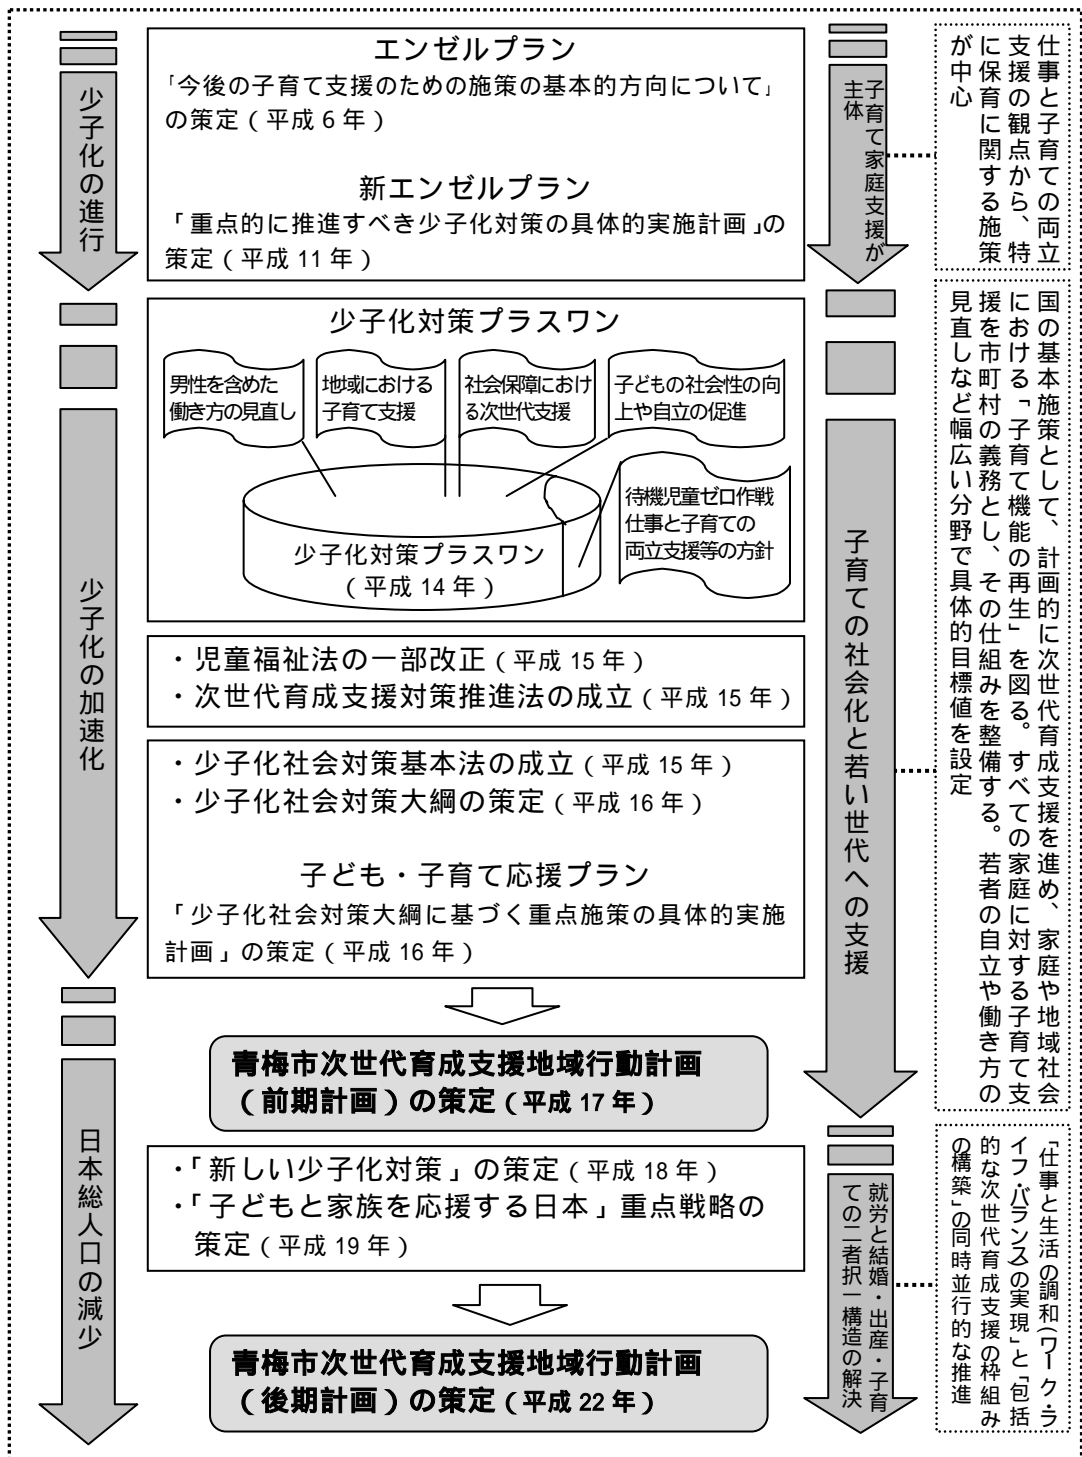 少子化の進行
エンゼルプラン
「今後の子育て支援のための施策の基本的方向について」
の策定(平成6年)
新エンゼルプラン
「重点的に推進すべき少子化対策の具体的実施計画」の
策定(平成11年)
子育て家庭支援が
主体
仕事と子育ての両立
支援の観点から、特
に保育に関する施策
が中心
少子化の加速化
少子化対策プラスワン
男性を含めた
働き方の見直し
地域における
子育て支援
社会保障におけ
る次世代支援
子どもの社会性の向
上や自立の促進
待機児童ゼロ作戦
仕事と子育ての
両立支援等の方針
少子化対策プラスワン
(平成14年)
・児童福祉法の一部改正(平成15年)
・次世代育成支援対策推進法の成立(平成15年)
・少子化社会対策基本法の成立(平成15年)
・少子化社会対策大綱の策定(平成16年)
子ども・子育て応援プラン
「少子化社会対策大綱に基づく重点施策の具体的実施
計画」の策定(平成16年)
子育ての社会化と若い世代への支援
国の基本施策として、計画的に次世代育成支援を進め、家庭や地域社会
における「子育て機能の再生」を図る。すべての家庭に対する子育て支
援を市町村の義務とし、その仕組みを整備する。若者の自立や働き方の
見直しなど幅広い分野で具体的目標値を設定
青梅市次世代育成支援地域行動計画
(前期計画)の策定(平成17年)
日本総人口の減少
・「新しい少子化対策」の策定(平成18年)
・「子どもと家族を応援する日本」重点戦略の
策定(平成19年)
就労と結婚・出産・子育
ての二者択一構造の解決
「仕事と生活の調和(ワーク・ラ
イフ・バランス)の実現」と「包括
的な次世代育成支援の枠組み
の構築」の同時並行的な推進
青梅市次世代育成支援地域行動計画
(後期計画)の策定(平成22年)